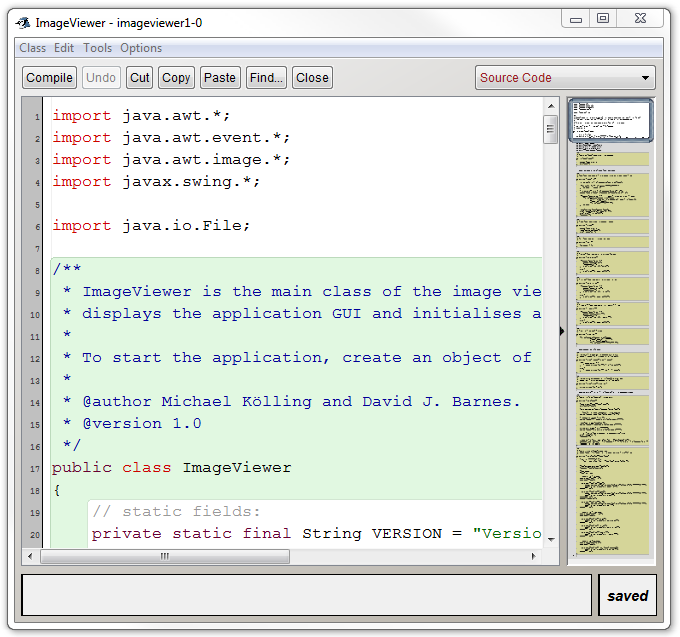 ImageViewer - imageviewer1-0
Class Edit Tools Options
Compile Undo Cut Copy Paste Find... Close Source Code
1 import java.awt.*;
2 import java.awt.event.*;
3 import java.awt.image.*;
4 import javax.swing.*;
5
6 import java.io.File;
7
8 /**
9 * ImageViewer is the main class of the image vie
10 * displays the application GUI and initialises a
11 *
12 * To start the application, create an object of
13 *
14 * @author Michael Kölling and David J. Barnes.
15 * @version 1.0
16 */
17 public class ImageViewer
18 {
19 // static fields:
20 private static final String VERSION = "Versio
saved